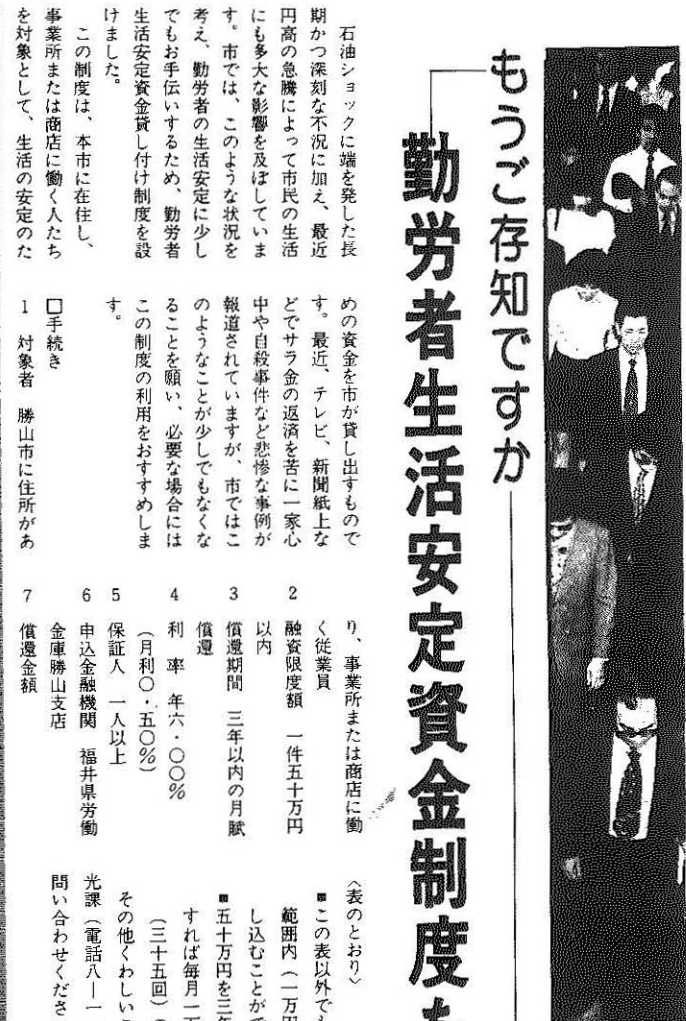 もうご存知ですか
勤労者生活安定資金制度を
石油ショックに端を発した長
期かつ深刻な不況に加え、最近
円高の急騰によって市民の生活
にも多大な影響を及ぼしていま
す。市では、このような状況を
考え、勤労者の生活安定に少し
でもお手伝いするため、勤労者
生活安定資金貸し付け制度を設
けました。
この制度は、本市に在住し、
事業所または商店に働く人たち
を対象として、生活の安定のた
めの資金を市が貸し出すもので
す。最近、テレビ、新聞紙上な
どでサラ金の返済を苦に一家心
中や自殺事件など悲惨な事例が
報道されていますが、市ではこ
のようなことが少しでもなくな
ることを願い、必要な場合には
この制度の利用をおすすめしま
す。
□手続き
1 対象者 勝山市に住所があ
り、事業所または商店に働
く従業員
2 融資限度額 一件五十万円
以内
3 償還期間 三年以内の月賦
償還
4 利 率 年六・〇〇%
(月利〇・五〇%)
5 保証人 一人以上
6 申込金融機関 福井県労働
金庫勝山支店
7 償還金額
〈表のとおり〉
■この表以外でも
範囲内(一万円
し込むことがで
■五十万円を三年
すれば毎月一万
(三十五回)の
その他くわしいこ
光課(電話八―一
問い合わせくださ